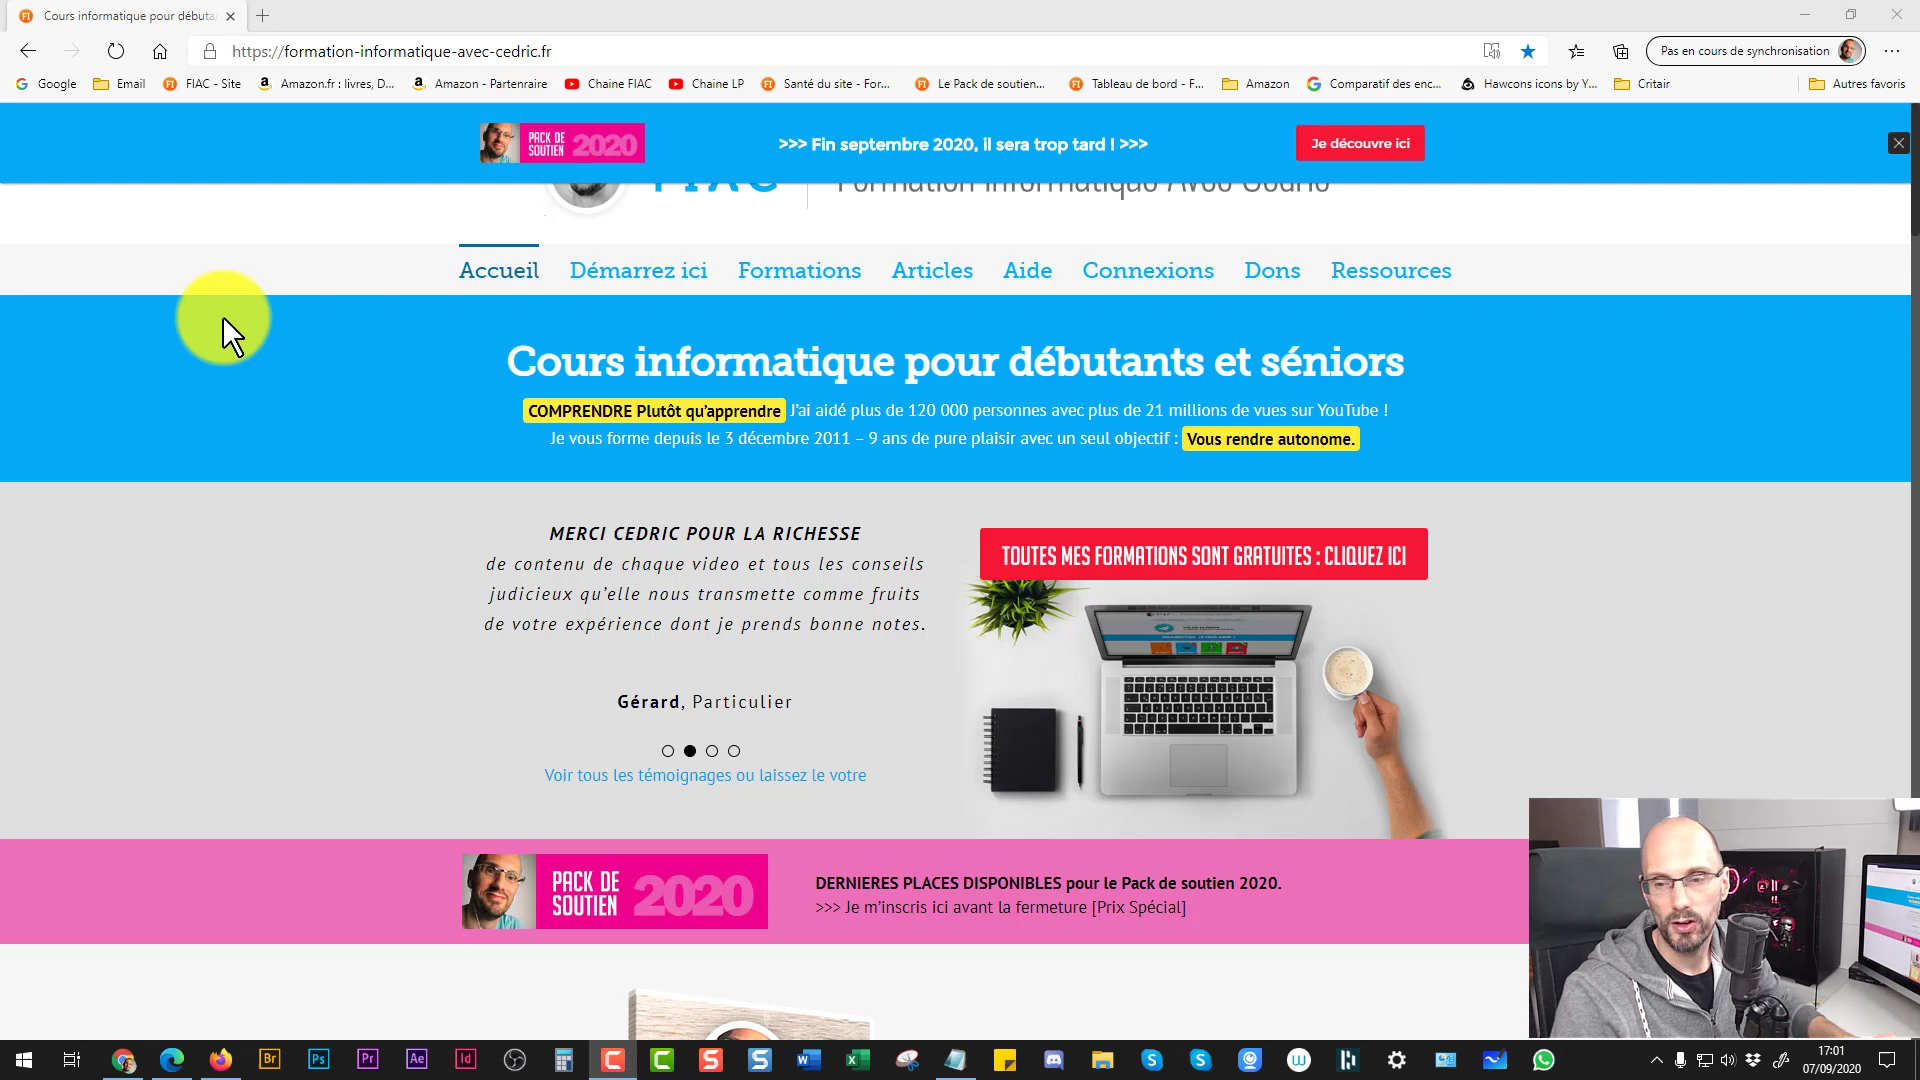 Cours informatique pour débuta
https://formation-informatique-avec-cedric.fr
Pas en cours de synchronisation
Google
Email
FIAC - Site
Amazon.fr : livres, D...
Amazon - Partenraire
Chaine FIAC
Chaine LP
Santé du site - For...
Le Pack de soutien...
Tableau de bord - F...
Amazon
Comparatif des enc...
Hawcons icons by Y...
Critair
Autres favoris
PACK DE
SOUTIEN 2020
>>> Fin septembre 2020, il sera trop tard ! >>>
Je découvre ici
FIAC
Formation Informatique Avec Cédric
Accueil
Démarrez ici
Formations
Articles
Aide
Connexions
Dons
Ressources
Cours informatique pour débutants et séniors
COMPRENDRE Plutôt qu'apprendre J'ai aidé plus de 120 000 personnes avec plus de 21 millions de vues sur YouTube !
Je vous forme depuis le 3 décembre 2011 – 9 ans de pure plaisir avec un seul objectif : Vous rendre autonome.
MERCI CEDRIC POUR LA RICHESSE
de contenu de chaque video et tous les conseils
judicieux qu'elle nous transmette comme fruits
de votre expérience dont je prends bonne notes.
Gérard, Particulier
Voir tous les témoignages ou laissez le votre
TOUTES MES FORMATIONS SONT GRATUITES : CLIQUEZ ICI
PACK DE
SOUTIEN 2020
DERNIERES PLACES DISPONIBLES pour le Pack de soutien 2020.
>>> Je m'inscris ici avant la fermeture [Prix Spécial]
Br
Ps
Pr
Ae
Id
17:01
07/09/2020